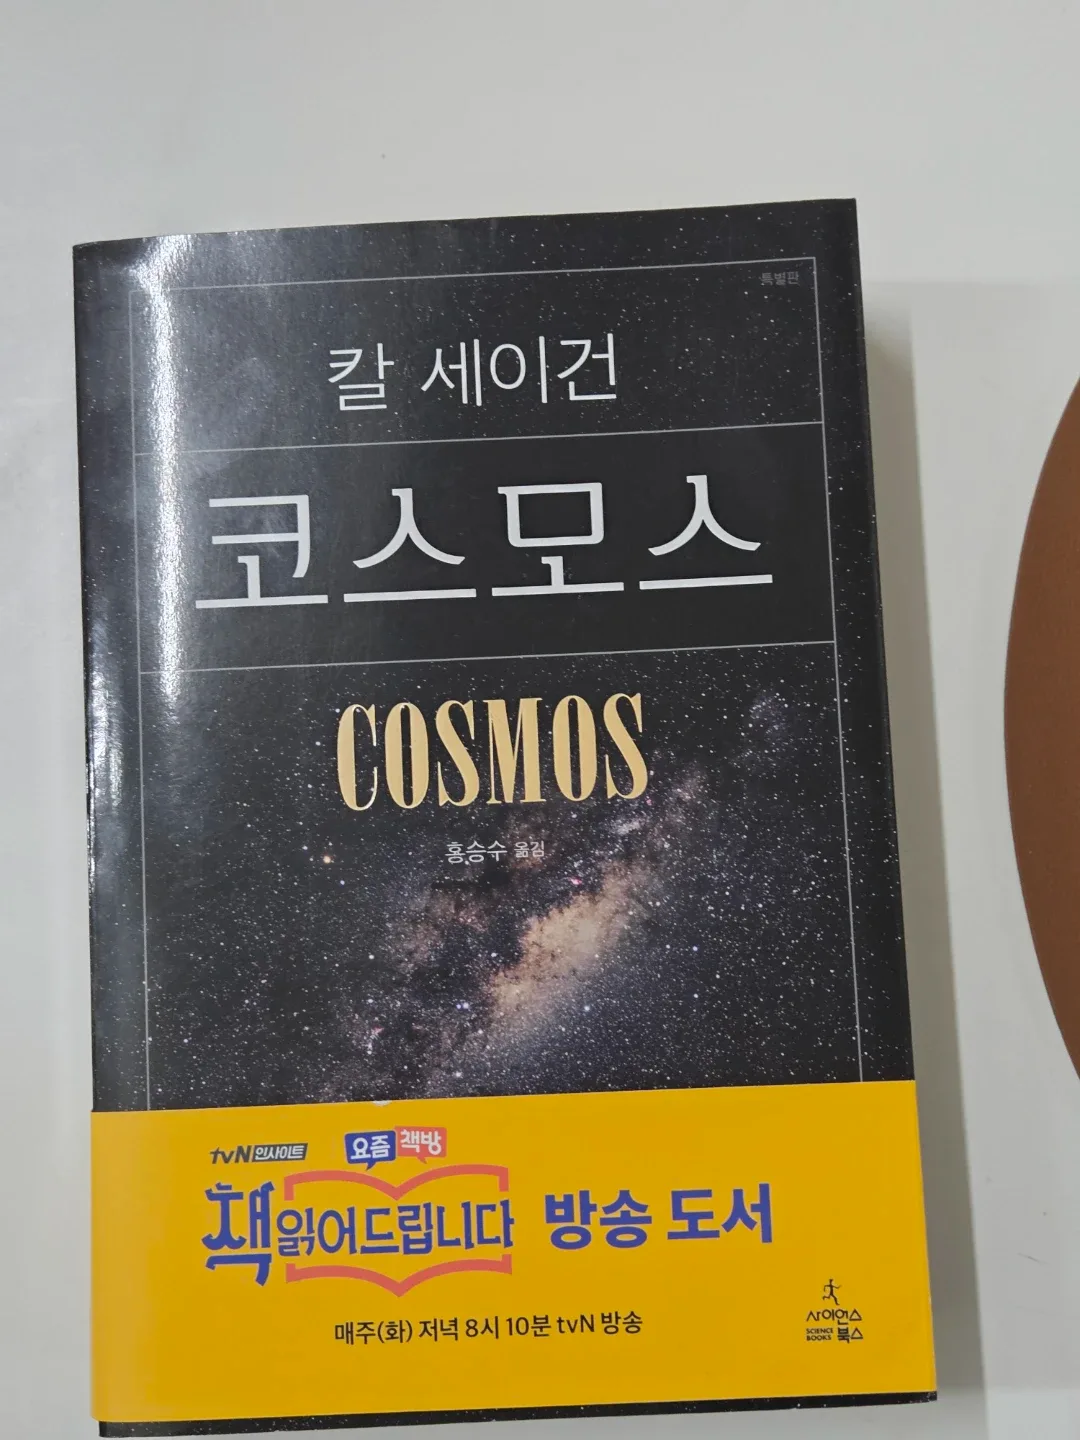 특별판
칼 세이건
코스모스
COSMOS
홍승수 옮김
tvN 인사이트
요즘 책방
책 읽어드립니다 방송 도서
매주(화) 저녁 8시 10분 tvN 방송
사이언스
SCIENCE BOOKS 북스